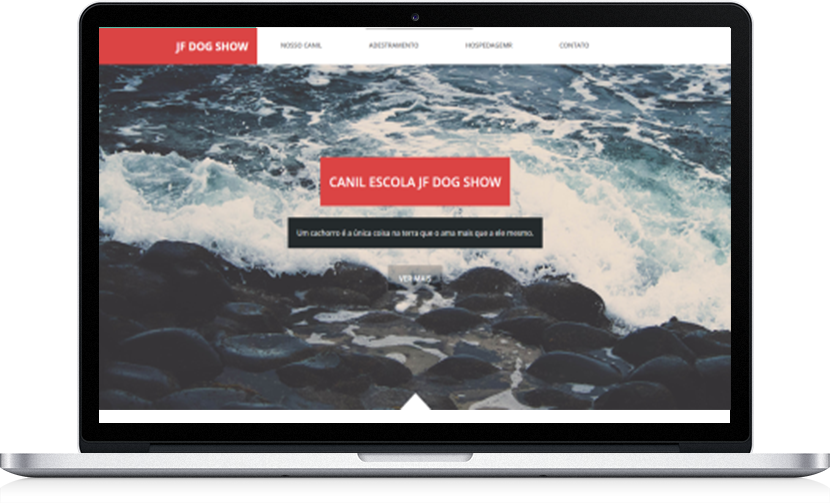 JF DOG SHOW
NOSSO CANIL
ADESTRAMENTO
HOSPEDAGEMR
CONTATO
CANIL ESCOLA JF DOG SHOW
Um cachorro é a única coisa na terra que o ama mais que a ele mesmo.
VER MAIS